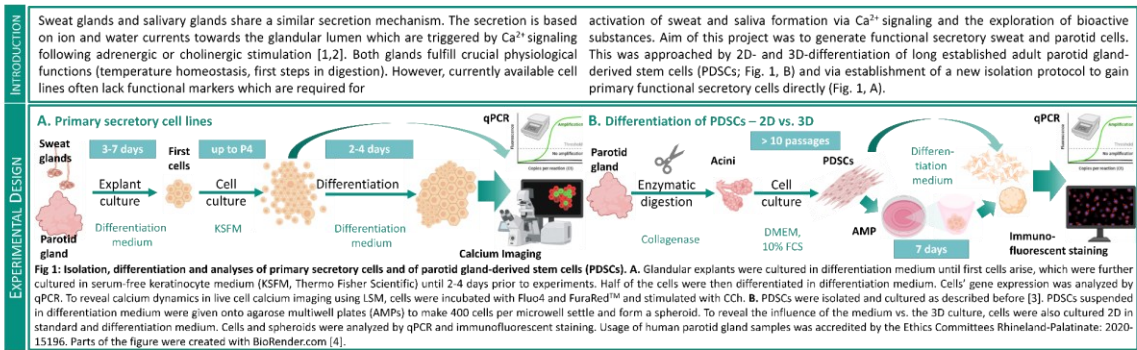 INTRODUCTION
Sweat glands and salivary glands share a similar secretion mechanism. The secretion is based
on ion and water currents towards the glandular lumen which are triggered by Ca²⁺ signaling
following adrenergic or cholinergic stimulation [1,2]. Both glands fulfill crucial physiological
functions (temperature homeostasis, first steps in digestion). However, currently available cell
lines often lack functional markers which are required for
activation of sweat and saliva formation via Ca²⁺ signaling and the exploration of bioactive
substances. Aim of this project was to generate functional secretory sweat and parotid cells.
This was approached by 2D- and 3D-differentiation of long established adult parotid gland-
derived stem cells (PDSCs; Fig. 1, B) and via establishment of a new isolation protocol to gain
primary functional secretory cells directly (Fig. 1, A).
EXPERIMENTAL DESIGN
A. Primary secretory cell lines
Sweat
glands
Parotid
gland
3-7 days
Explant
culture
Differentiation
medium
First
cells
up to P4
Cell
culture
KSFM
2-4 days
Differentiation
Differentiation
medium
qPCR
Fluorescence
Amplification
Threshold
No amplification
Calcium Imaging
B. Differentiation of PDSCs – 2D vs. 3D
Parotid
gland
Enzymatic
digestion
Collagenase
Acini
> 10 passages
Cell
culture
DMEM,
10% FCS
PDSCs
Differen-
tiation
medium
AMP
7 days
qPCR
Fluorescence
Amplification
Threshold
No amplification
Immuno-
fluorescent staining
Fig 1: Isolation, differentiation and analyses of primary secretory cells and of parotid gland-derived stem cells (PDSCs). A. Glandular explants were cultured in differentiation medium until first cells arise, which were further
cultured in serum-free keratinocyte medium (KSFM, Thermo Fisher Scientific) until 2-4 days prior to experiments. Half of the cells were then differentiated in differentiation medium. Cells' gene expression was analyzed by
qPCR. To reveal calcium dynamics in live cell calcium imaging using LSM, cells were incubated with Fluo4 and FuraRed™ and stimulated with CCh. B. PDSCs were isolated and cultured as described before [3]. PDSCs suspended
in differentiation medium were given onto agarose multiwell plates (AMPs) to make 400 cells per microwell settle and form a spheroid. To reveal the influence of the medium vs. the 3D culture, cells were also cultured 2D in
standard and differentiation medium. Cells and spheroids were analyzed by qPCR and immunofluorescent staining. Usage of human parotid gland samples was accredited by the Ethics Committees Rhineland-Palatinate: 2020-
15196. Parts of the figure were created with BioRender.com [4].